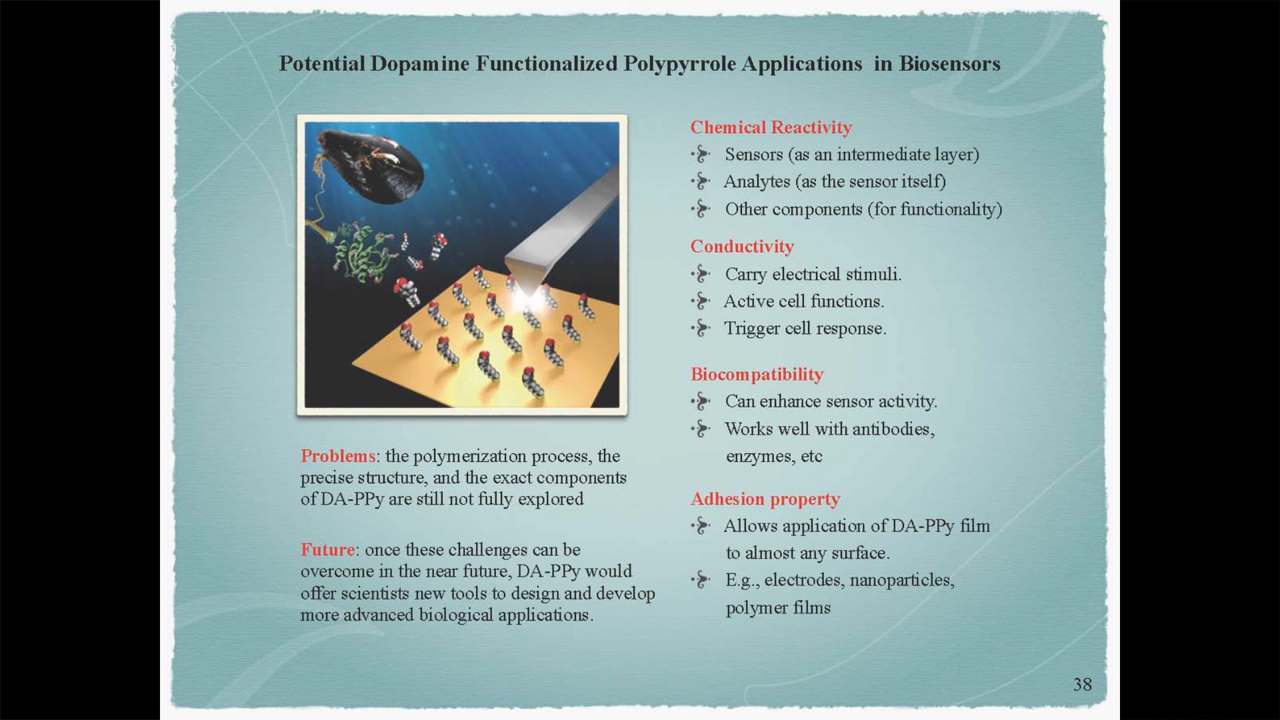 Potential Dopamine Functionalized Polypyrrole Applications in Biosensors
Problems: the polymerization process, the
precise structure, and the exact components
of DA-PPy are still not fully explored
Future: once these challenges can be
overcome in the near future, DA-PPy would
offer scientists new tools to design and develop
more advanced biological applications.
Chemical Reactivity
Sensors (as an intermediate layer)
Analytes (as the sensor itself)
Other components (for functionality)
Conductivity
Carry electrical stimuli.
Active cell functions.
Trigger cell response.
Biocompatibility
Can enhance sensor activity.
Works well with antibodies,
enzymes, etc
Adhesion property
Allows application of DA-PPy film
to almost any surface.
E.g., electrodes, nanoparticles,
polymer films
38